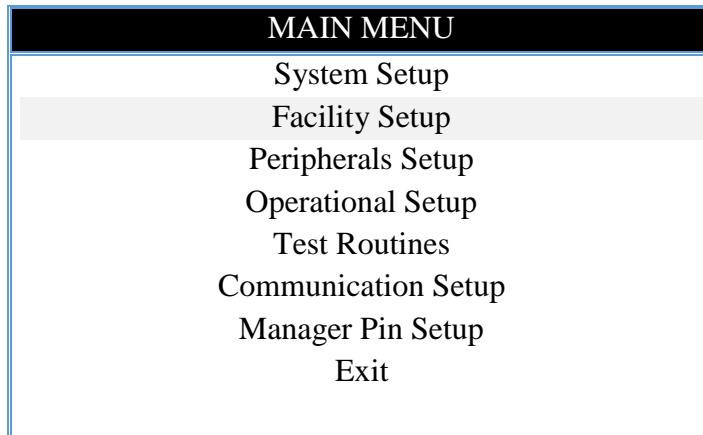 MAIN MENU
System Setup
Facility Setup
Peripherals Setup
Operational Setup
Test Routines
Communication Setup
Manager Pin Setup
Exit